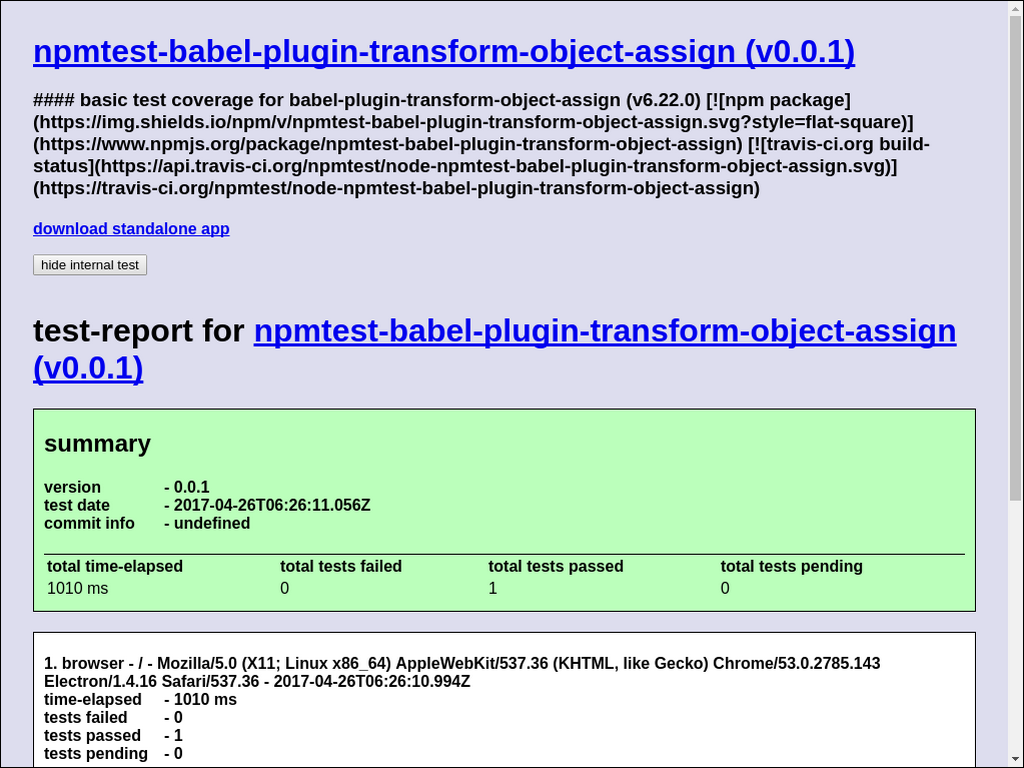 npmtest-babel-plugin-transform-object-assign (v0.0.1)
#### basic test coverage for babel-plugin-transform-object-assign (v6.22.0) [![npm package]
(https://img.shields.io/npm/v/npmtest-babel-plugin-transform-object-assign.svg?style=flat-square)]
(https://www.npmjs.org/package/npmtest-babel-plugin-transform-object-assign) [![travis-ci.org build-
status](https://api.travis-ci.org/npmtest/node-npmtest-babel-plugin-transform-object-assign.svg)]
(https://travis-ci.org/npmtest/node-npmtest-babel-plugin-transform-object-assign)
download standalone app
hide internal test
test-report for npmtest-babel-plugin-transform-object-assign
(v0.0.1)
summary
version - 0.0.1
test date - 2017-04-26T06:26:11.056Z
commit info - undefined
total time-elapsed total tests failed total tests passed total tests pending
1010 ms 0 1 0
1. browser - / - Mozilla/5.0 (X11; Linux x86_64) AppleWebKit/537.36 (KHTML, like Gecko) Chrome/53.0.2785.143
Electron/1.4.16 Safari/537.36 - 2017-04-26T06:26:10.994Z
time-elapsed - 1010 ms
tests failed - 0
tests passed - 1
tests pending - 0